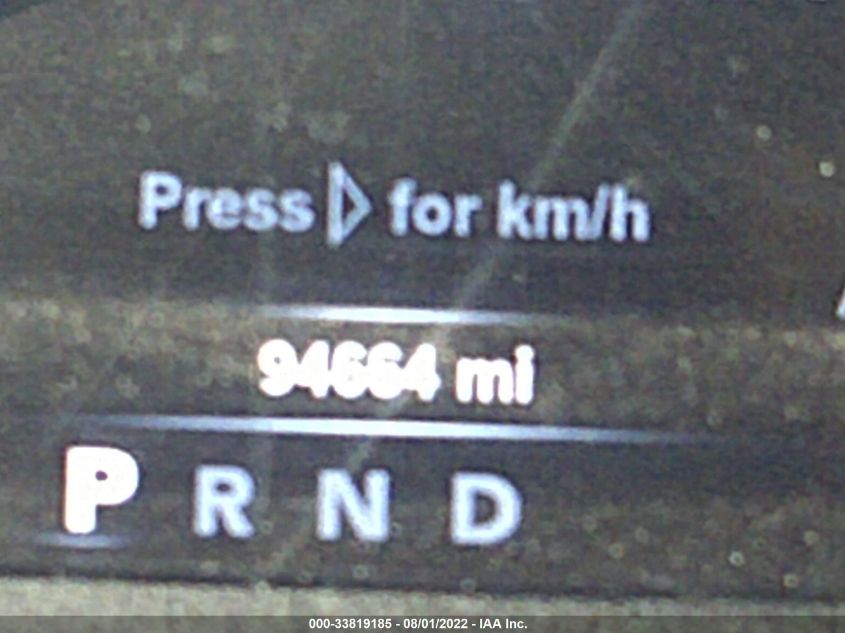 Press ▷ for km/h
94664 mi
P R N D
000-33819185 - 08/01/2022 - IAA Inc.